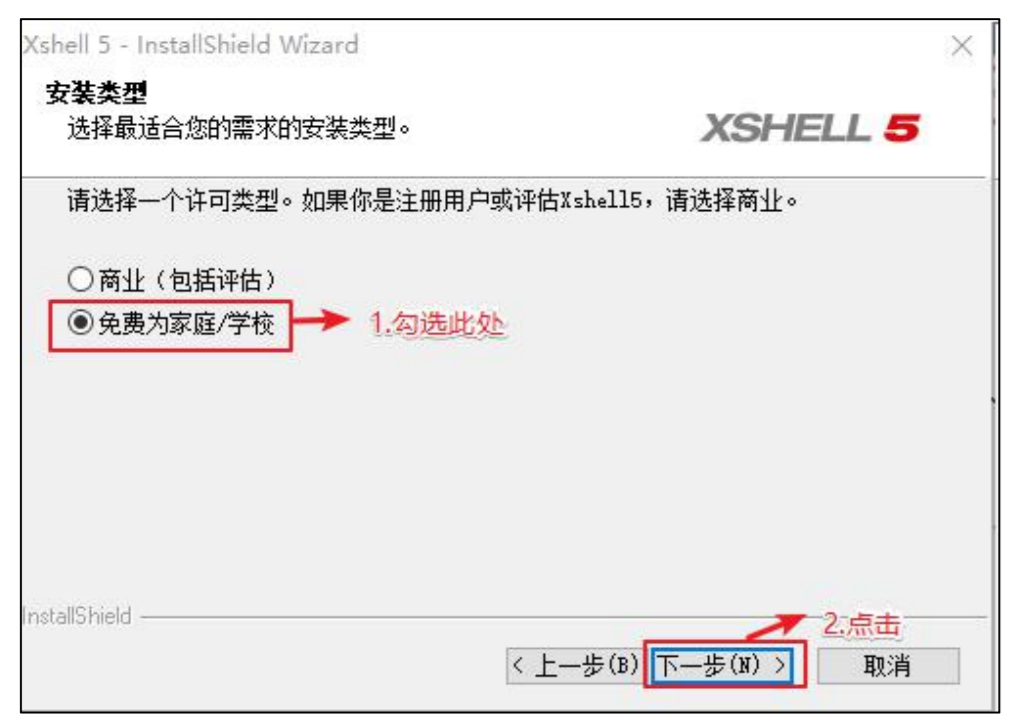 Xshell 5 - InstallShield Wizard
安装类型
选择最适合您的需求的安装类型。
XSHELL 5
请选择一个许可类型。如果你是注册用户或评估Xshell5，请选择商业。
商业（包括评估）
免费为家庭/学校
1.勾选此处
InstallShield
2.点击
< 上一步(B)
下一步(N) >
取消